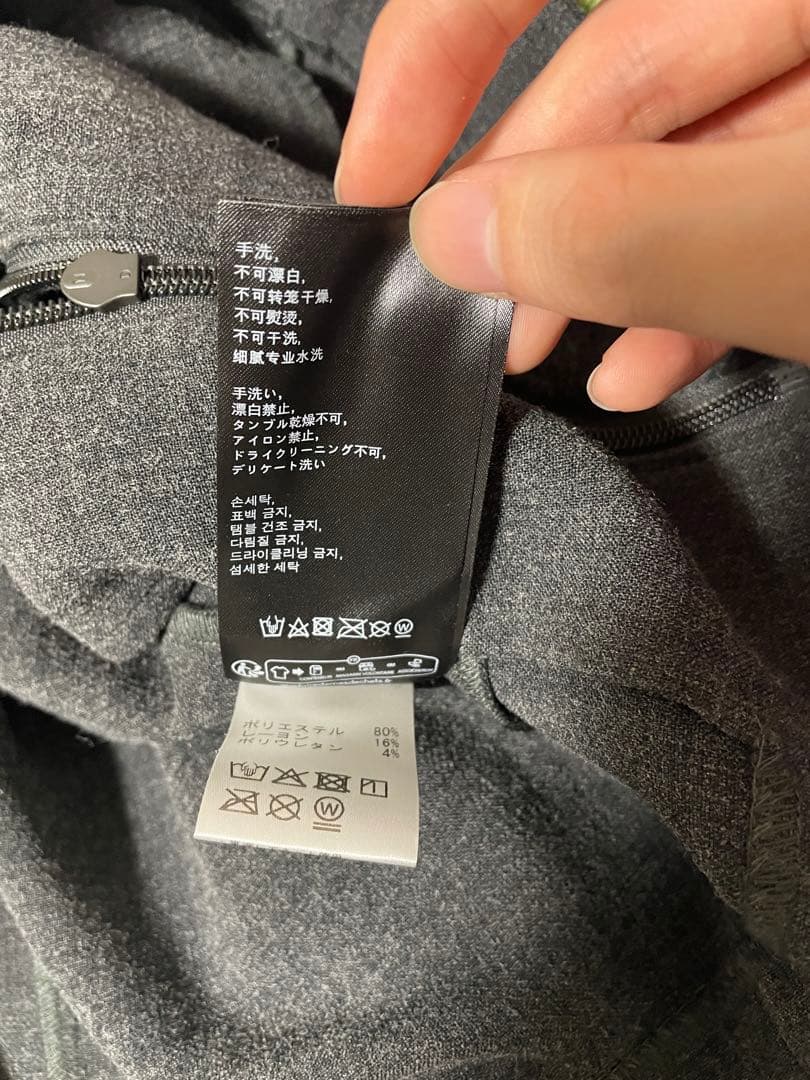 手洗,
不可漂白,
不可转笼干燥,
不可熨烫,
不可干洗,
细腻专业水洗
手洗い,
漂白禁止,
タンブル乾燥不可,
アイロン禁止,
ドライクリーニング不可,
デリケート洗い
손세탁,
표백 금지,
탬블 건조 금지,
다림질 금지,
드라이클리닝 금지,
섬세한 세탁
W
FR
ポリエステル 80%
レーヨン 16%
ポリウレタン 4%
W